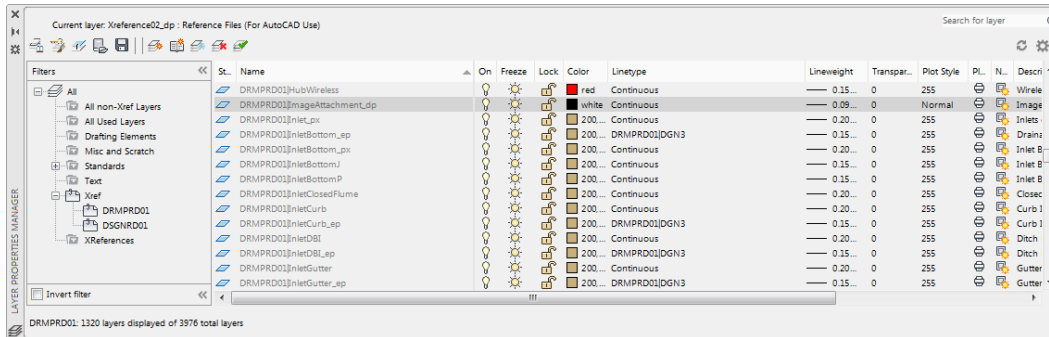 Current layer: Xreference02_dp : Reference Files (For AutoCAD Use)
Search for layer
Filters
All
All non-Xref Layers
All Used Layers
Drafting Elements
Misc and Scratch
Standards
Text
Xref
DRMPRD01
DSGNRD01
XReferences
Invert filter
St... Name On Freeze Lock Color Linetype Lineweight Transpar... Plot Style Pl... N... Descri
DRMPRD01|HubWireless red Continuous 0.15... 0 255 Wirele
DRMPRD01|ImageAttachment_dp white Continuous 0.09... 0 Normal Image
DRMPRD01|Inlet_px 200,... Continuous 0.20... 0 255 Inlets
DRMPRD01|InletBottom_ep 200,... DRMPRD01|DGN3 0.15... 0 255 Draina
DRMPRD01|InletBottom_px 200,... Continuous 0.20... 0 255 Inlet B
DRMPRD01|InletBottomJ 200,... Continuous 0.15... 0 255 Inlet B
DRMPRD01|InletBottomP 200,... Continuous 0.15... 0 255 Inlet B
DRMPRD01|InletClosedFlume 200,... Continuous 0.20... 0 255 Closec
DRMPRD01|InletCurb 200,... Continuous 0.20... 0 255 Curb I
DRMPRD01|InletCurb_ep 200,... DRMPRD01|DGN3 0.15... 0 255 Curb I
DRMPRD01|InletDBI 200,... Continuous 0.20... 0 255 Ditch
DRMPRD01|InletDBI_ep 200,... DRMPRD01|DGN3 0.15... 0 255 Ditch
DRMPRD01|InletGutter 200,... Continuous 0.20... 0 255 Gutter
DRMPRD01|InletGutter_ep 200,... DRMPRD01|DGN3 0.15... 0 255 Gutter
DRMPRD01: 1320 layers displayed of 3976 total layers
LAYER PROPERTIES MANAGER